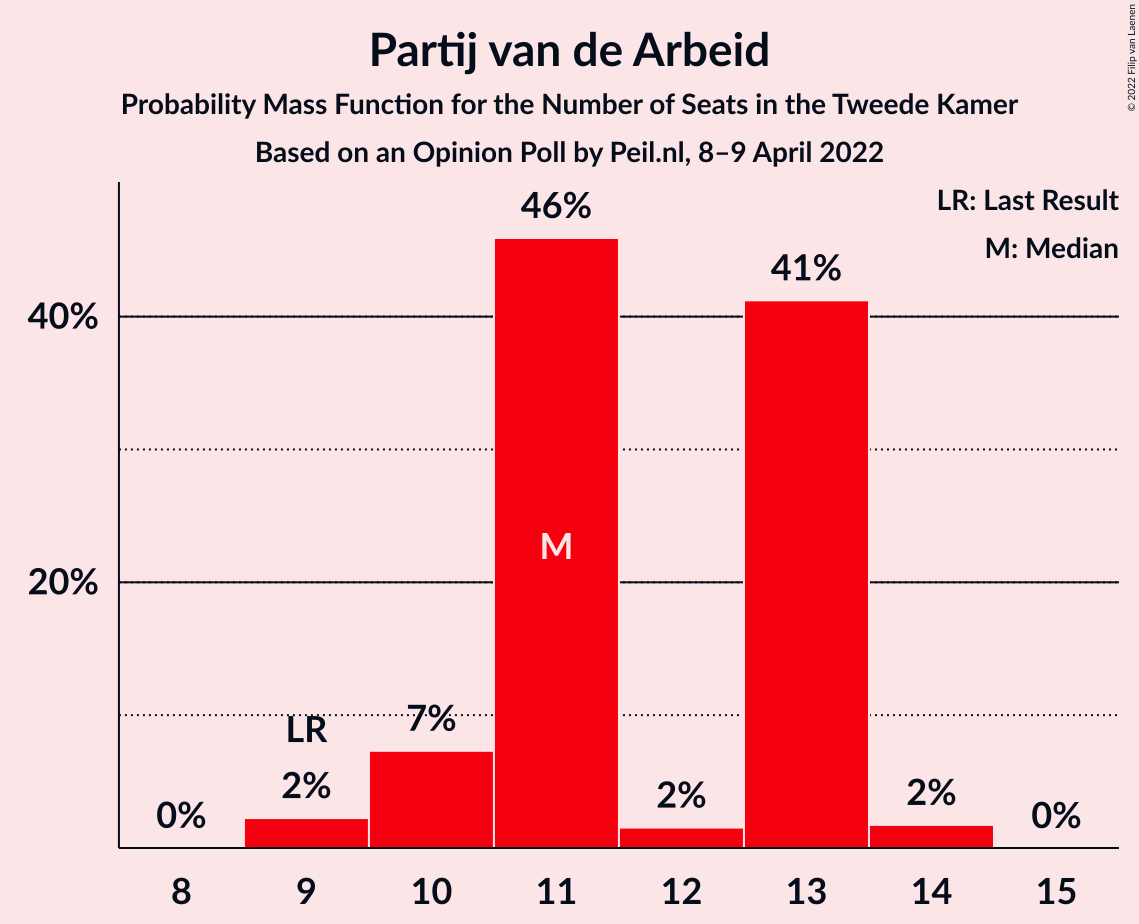 Partij van de Arbeid
Probability Mass Function for the Number of Seats in the Tweede Kamer
Based on an Opinion Poll by Peil.nl, 8–9 April 2022
© 2022 Filip van Laenen
LR: Last Result
M: Median
40%
20%
0%
LR
2%
7%
46%
M
2%
41%
2%
0%
8 9 10 11 12 13 14 15